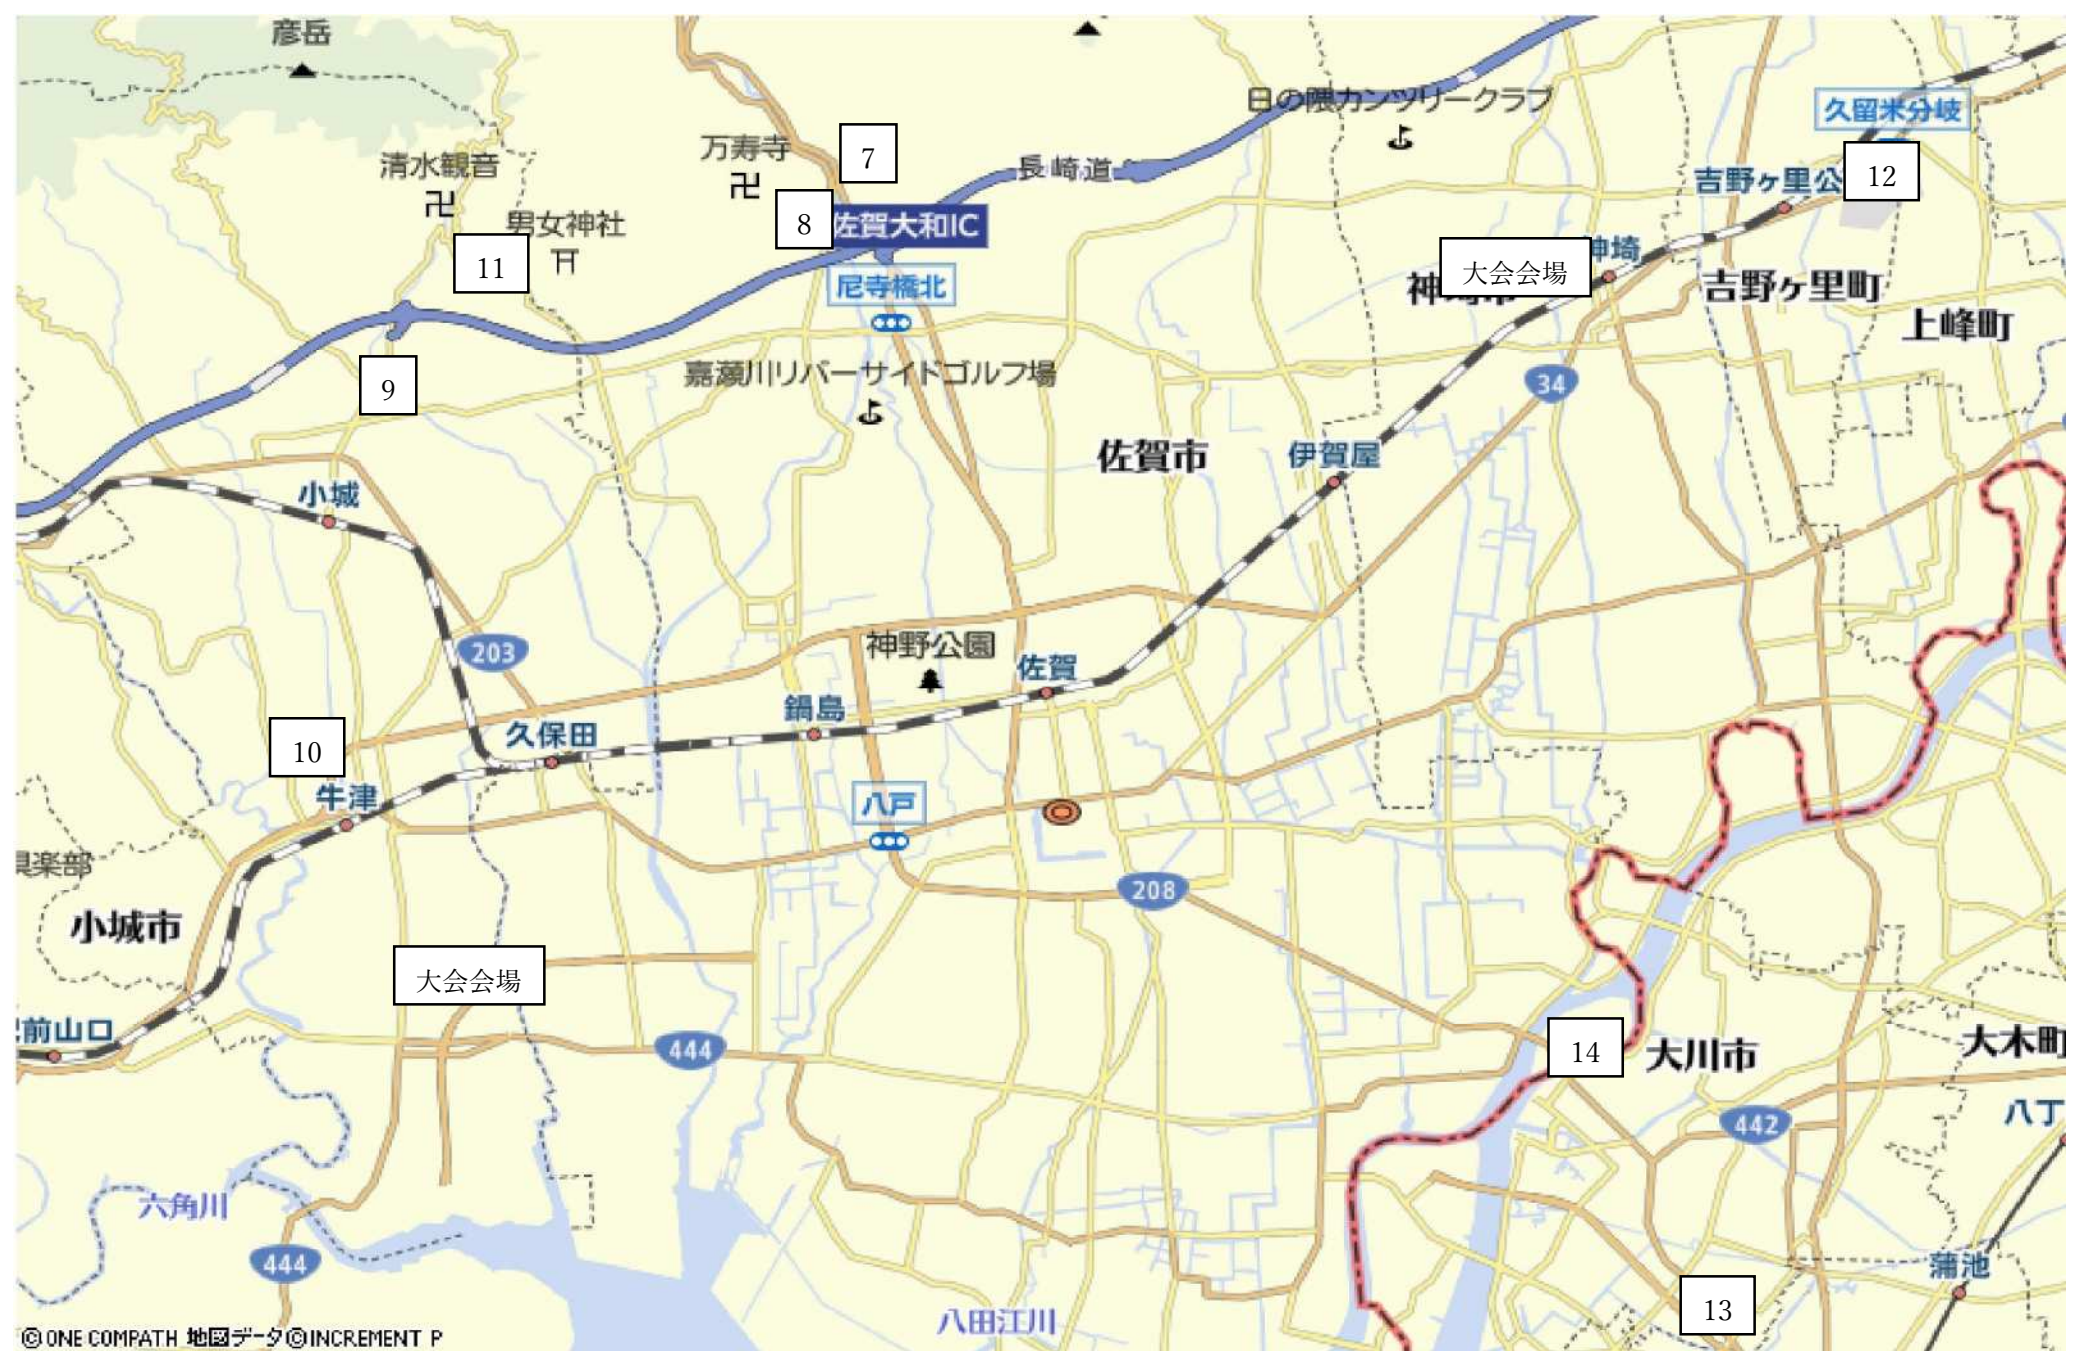 彦岳
日の隈カンツリークラブ
久留米分岐
万寿寺
7
清水観音
長崎道
吉野ヶ里公
12
8
佐賀大和IC
男女神社
11
大会会場
神埼
尼寺橋北
神埼市
吉野ヶ里町
上峰町
9
嘉瀬川リバーサイドゴルフ場
34
佐賀市
伊賀屋
小城
203
神野公園
佐賀
鍋島
久保田
10
牛津
八戸
倶楽部
208
小城市
大会会場
前山口
444
14
大川市
大木町
442
八丁
六角川
444
蒲池
13
八田江川
©ONE COMPATH 地図データ©INCREMENT P